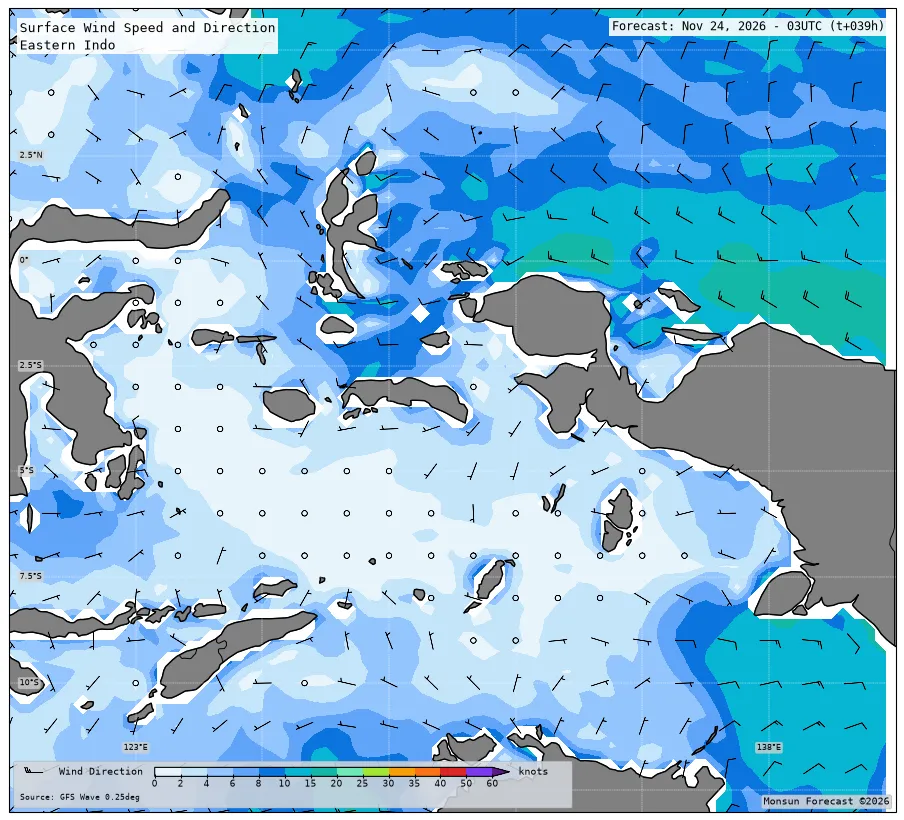 Surface Wind Speed and Direction
Eastern Indo
Forecast: Nov 24, 2026 - 03UTC (t+039h)
2.5°N
0°
2.5°S
5°S
7.5°S
10°S
123°E
138°E
Wind Direction
0 2 4 6 8 10 15 20 25 30 35 40 50 60
knots
Source: GFS Wave 0.25deg
Monsun Forecast ©2026